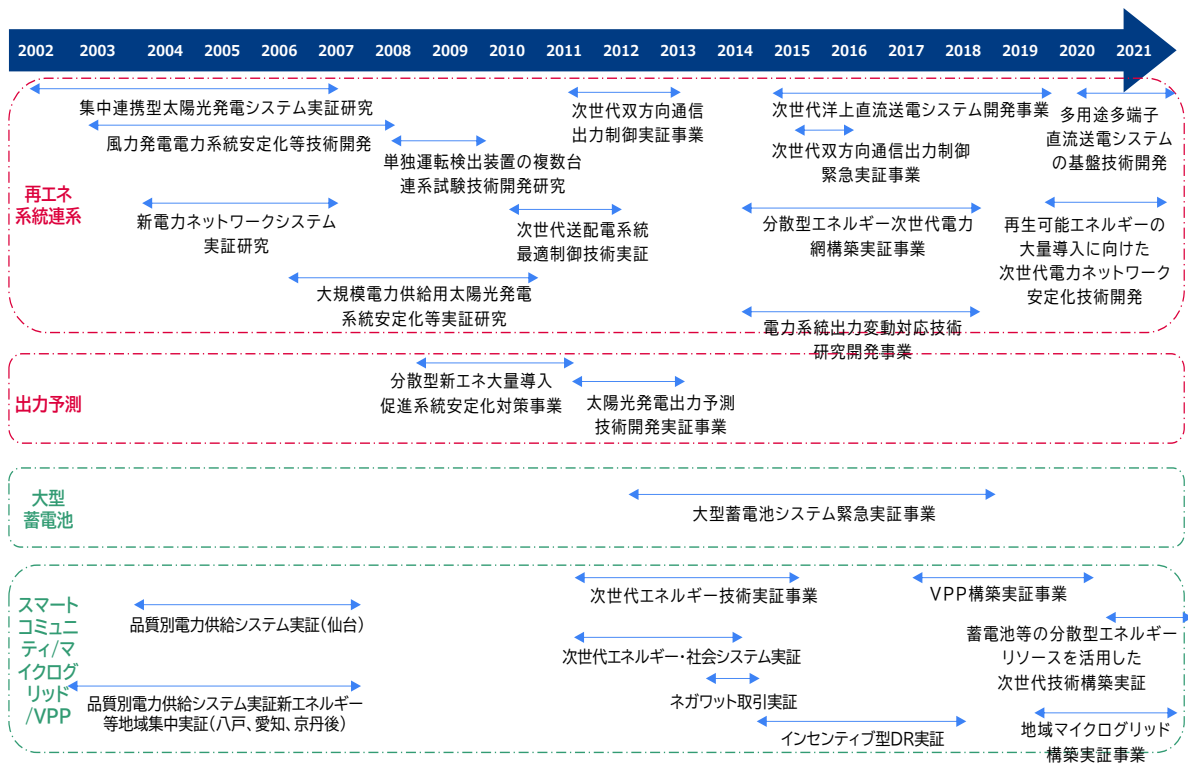 2002 2003 2004 2005 2006 2007 2008 2009 2010 2011 2012 2013 2014 2015 2016 2017 2018 2019 2020 2021
再エネ
系統連系
集中連携型太陽光発電システム実証研究
風力発電電力系統安定化等技術開発
単独運転検出装置の複数台
連系試験技術開発研究
新電力ネットワークシステム
実証研究
大規模電力供給用太陽光発電
系統安定化等実証研究
次世代双方向通信
出力制御実証事業
次世代送配電系統
最適制御技術実証
次世代洋上直流送電システム開発事業
次世代双方向通信出力制御
緊急実証事業
分散型エネルギー次世代電力
網構築実証事業
電力系統出力変動対応技術
研究開発事業
多用途多端子
直流送電システム
の基盤技術開発
再生可能エネルギーの
大量導入に向けた
次世代電力ネットワーク
安定化技術開発
出力予測
分散型新エネ大量導入
促進系統安定化対策事業
太陽光発電出力予測
技術開発実証事業
大型
蓄電池
大型蓄電池システム緊急実証事業
スマート
コミュニ
ティ/マ
イクログ
リッド
/VPP
品質別電力供給システム実証(仙台)
品質別電力供給システム実証新エネルギー
等地域集中実証(八戸、愛知、京丹後)
次世代エネルギー技術実証事業
次世代エネルギー・社会システム実証
ネガワット取引実証
インセンティブ型DR実証
VPP構築実証事業
蓄電池等の分散型エネルギー
リソースを活用した
次世代技術構築実証
地域マイクログリッド
構築実証事業